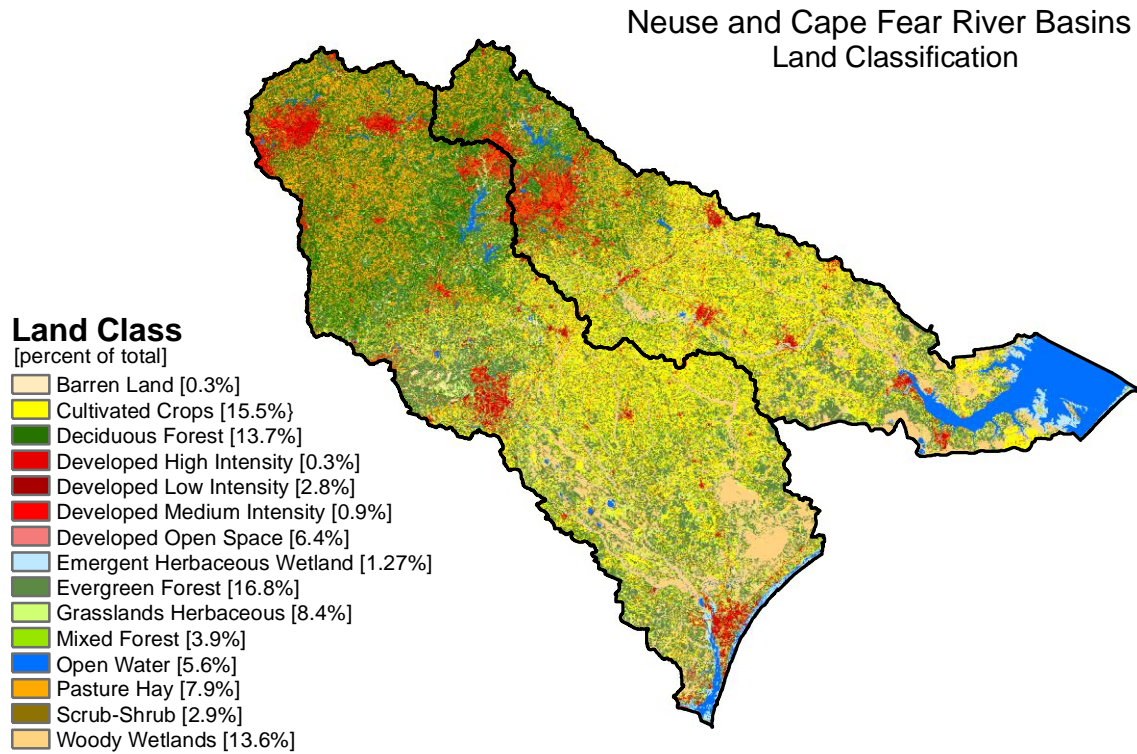 Neuse and Cape Fear River Basins
Land Classification
Land Class
[percent of total]
Barren Land [0.3%]
Cultivated Crops [15.5%}
Deciduous Forest [13.7%]
Developed High Intensity [0.3%]
Developed Low Intensity [2.8%]
Developed Medium Intensity [0.9%]
Developed Open Space [6.4%]
Emergent Herbaceous Wetland [1.27%]
Evergreen Forest [16.8%]
Grasslands Herbaceous [8.4%]
Mixed Forest [3.9%]
Open Water [5.6%]
Pasture Hay [7.9%]
Scrub-Shrub [2.9%]
Woody Wetlands [13.6%]